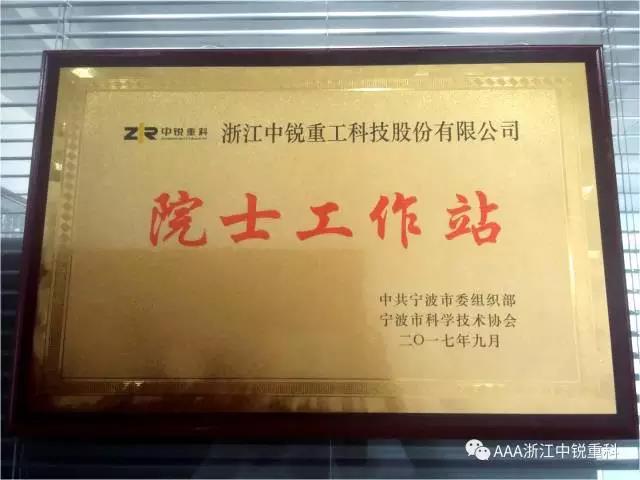 ZR 中锐重科 浙江中锐重工科技股份有限公司
院士工作站
中共宁波市委组织部
宁波市科学技术协会
二〇一七年九月
AAA浙江中锐重科